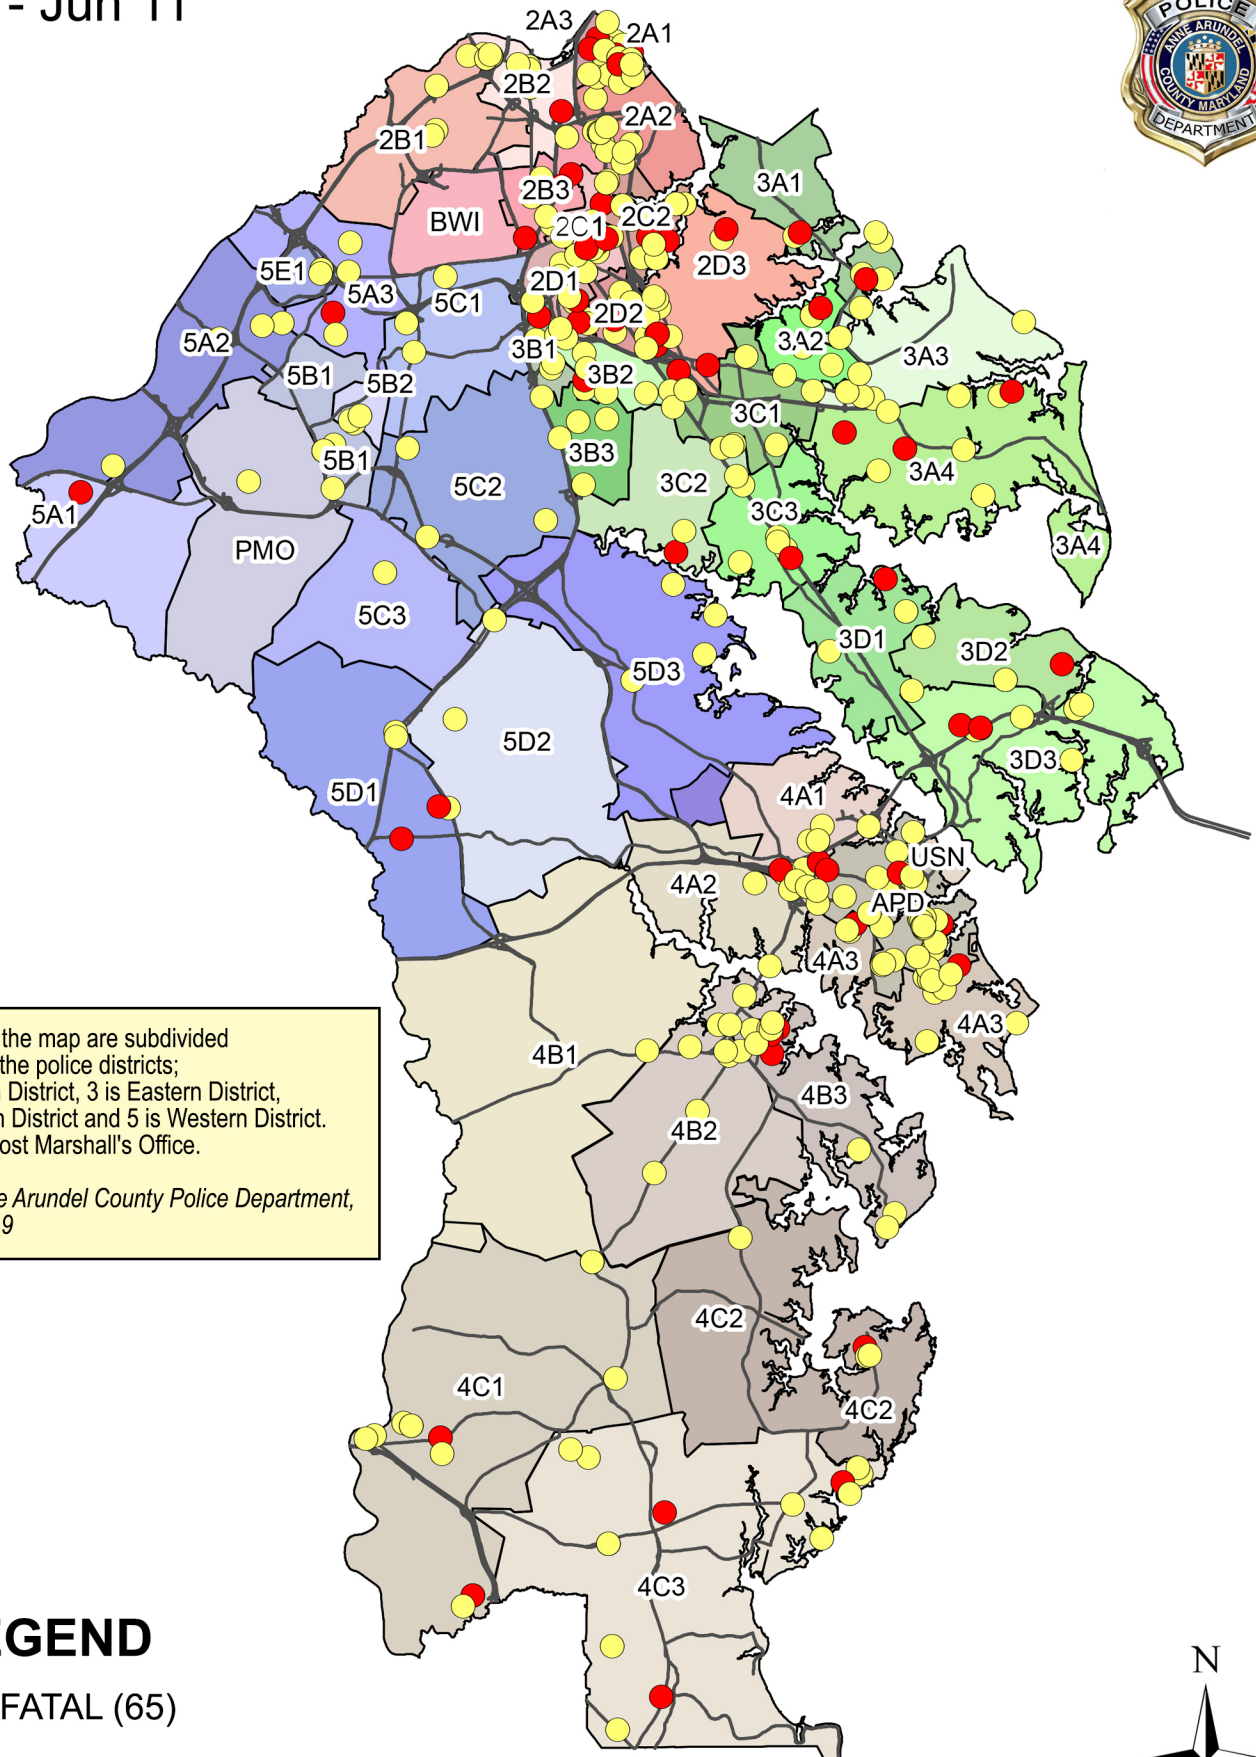 - Jun 11
POLICE
ANNE ARUNDEL
COUNTY MARYLAND
DEPARTMENT
2A3
2A1
2B2
2A2
2B1
3A1
2B3
BWI
2C1
2C2
2D3
5E1
5A3
5C1
2D1
2D2
5A2
3B1
3A2
3A3
5B1
5B2
3B2
3C1
5B1
3B3
3A4
5C2
3C2
5A1
3C3
PMO
3A4
5C3
3D1
3D2
5D3
5D2
3D3
5D1
4A1
USN
4A2
APD
4A3
4A3
4B1
4B3
4B2
4C2
4C1
4C2
4C3
the map are subdivided
the police districts;
District, 3 is Eastern District,
District and 5 is Western District.
ost Marshall's Office.
e Arundel County Police Department,
9
EGEND
FATAL (65)
N